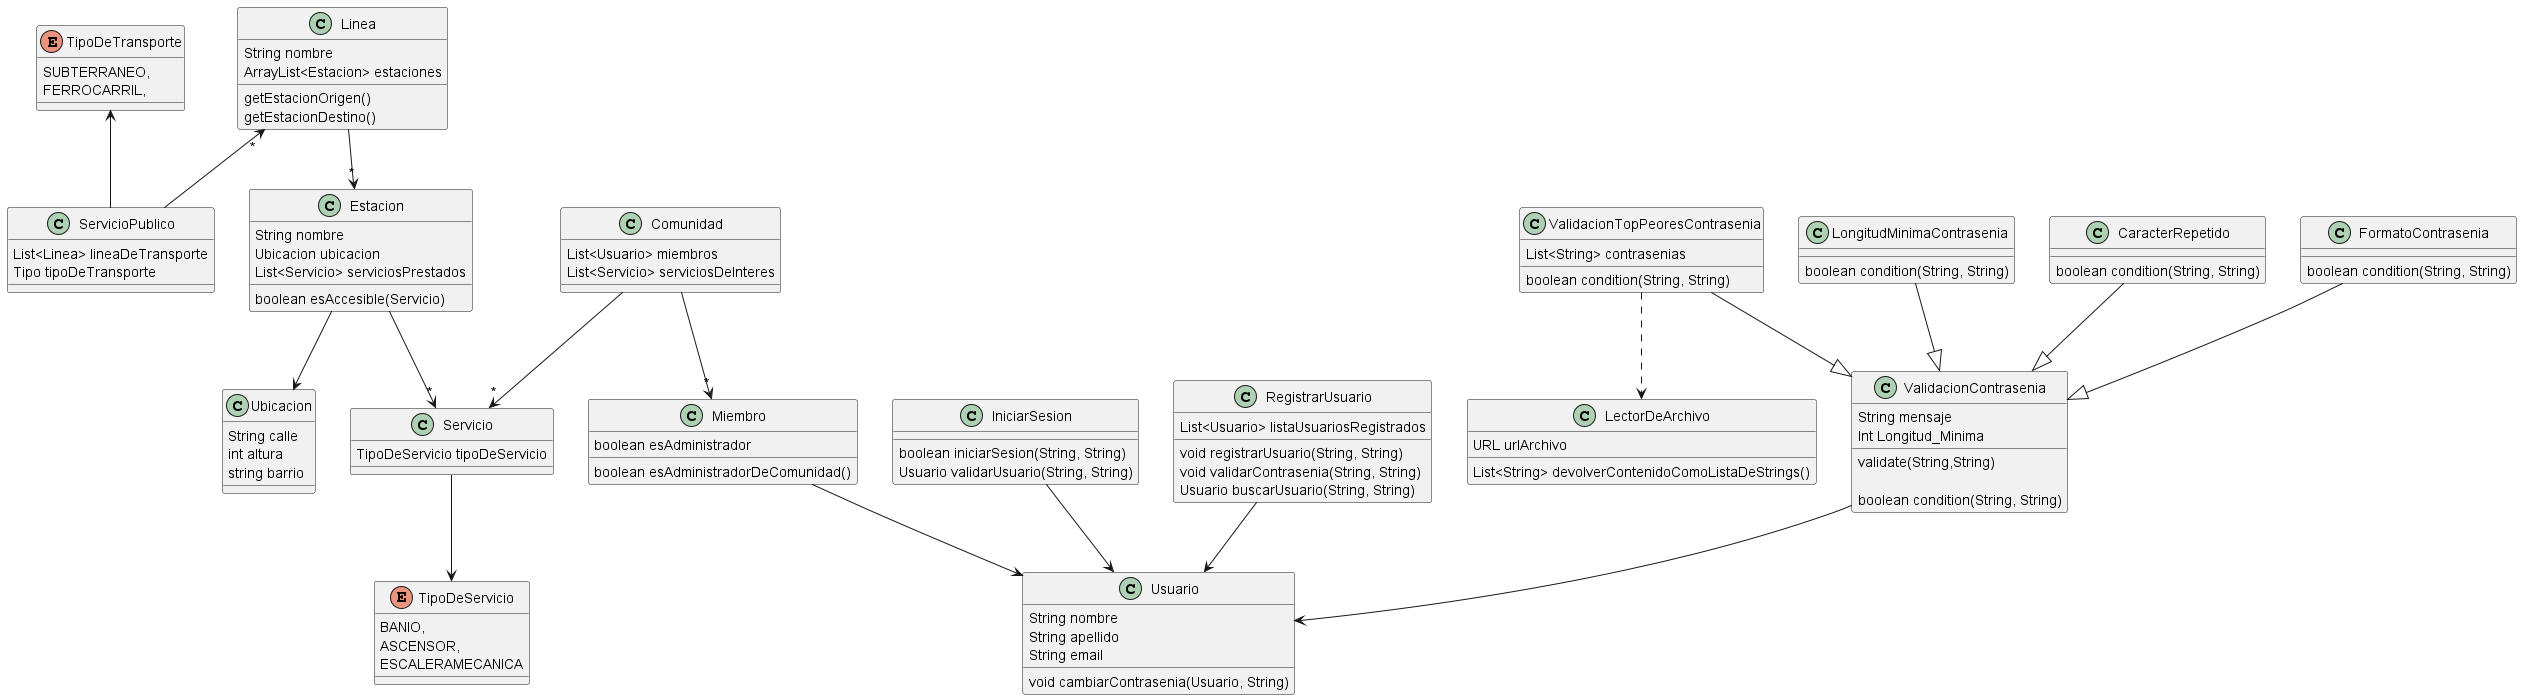 E TipoDeTransporte
SUBTERRANEO,
FERROCARRIL,
C Linea
String nombre
ArrayList<Estacion> estaciones
getEstacionOrigen()
getEstacionDestino()
*
*
C ServicioPublico
List<Linea> lineaDeTransporte
Tipo tipoDeTransporte
C Estacion
String nombre
Ubicacion ubicacion
List<Servicio> serviciosPrestados
boolean esAccesible(Servicio)
C Comunidad
List<Usuario> miembros
List<Servicio> serviciosDeInteres
C ValidacionTopPeoresContrasenia
List<String> contrasenias
boolean condition(String, String)
C LongitudMinimaContrasenia
boolean condition(String, String)
C CaracterRepetido
boolean condition(String, String)
C FormatoContrasenia
boolean condition(String, String)
*
*
*
C Ubicacion
String calle
int altura
string barrio
C Servicio
TipoDeServicio tipoDeServicio
C Miembro
boolean esAdministrador
boolean esAdministradorDeComunidad()
C IniciarSesion
boolean iniciarSesion(String, String)
Usuario validarUsuario(String, String)
C RegistrarUsuario
List<Usuario> listaUsuariosRegistrados
void registrarUsuario(String, String)
void validarContrasenia(String, String)
Usuario buscarUsuario(String, String)
C LectorDeArchivo
URL urlArchivo
List<String> devolverContenidoComoListaDeStrings()
C ValidacionContrasenia
String mensaje
Int Longitud_Minima
validate(String,String)
boolean condition(String, String)
E TipoDeServicio
BANIO,
ASCENSOR,
ESCALERAMECANICA
C Usuario
String nombre
String apellido
String email
void cambiarContrasenia(Usuario, String)